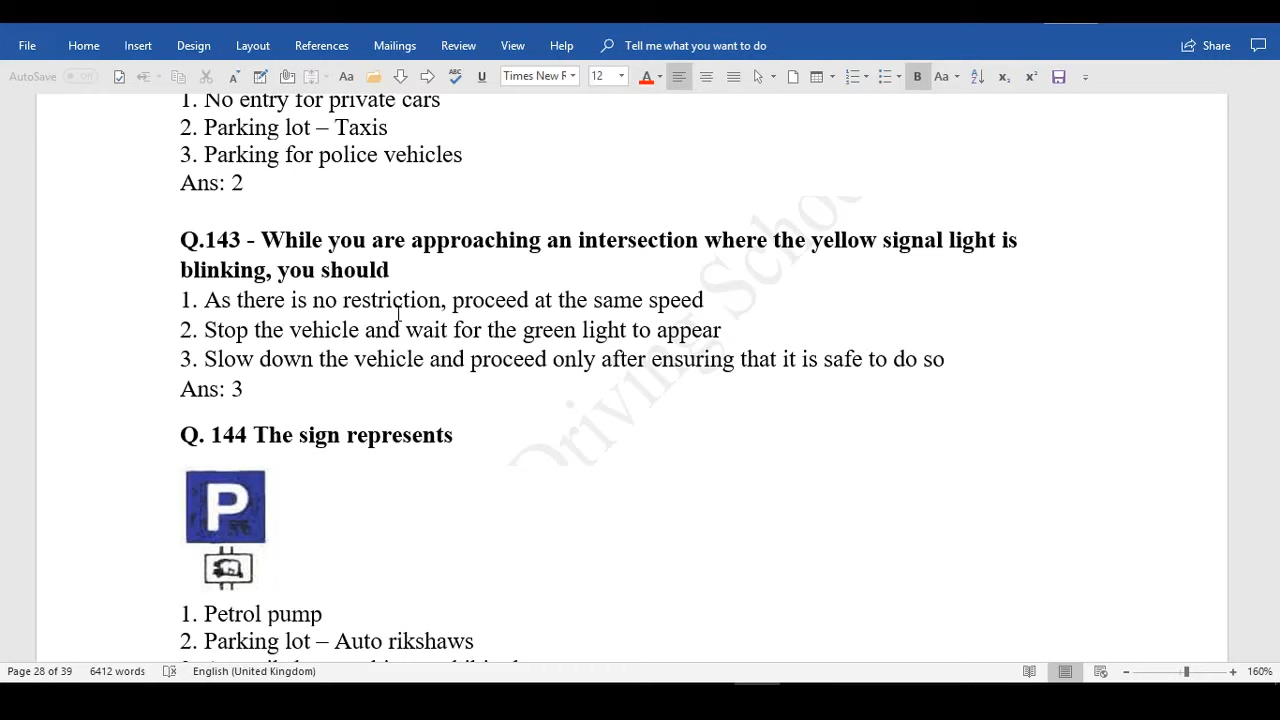 File Home Insert Design Layout References Mailings Review View Help Tell me what you want to do Share
AutoSave Off Aa Times New R 12 A B Aa
1. No entry for private cars
2. Parking lot – Taxis
3. Parking for police vehicles
Ans: 2
Q.143 - While you are approaching an intersection where the yellow signal light is
blinking, you should
1. As there is no restriction, proceed at the same speed
2. Stop the vehicle and wait for the green light to appear
3. Slow down the vehicle and proceed only after ensuring that it is safe to do so
Ans: 3
Driving School
Q. 144 The sign represents
P
1. Petrol pump
2. Parking lot – Auto rikshaws
Page 28 of 39 6412 words English (United Kingdom) 160%